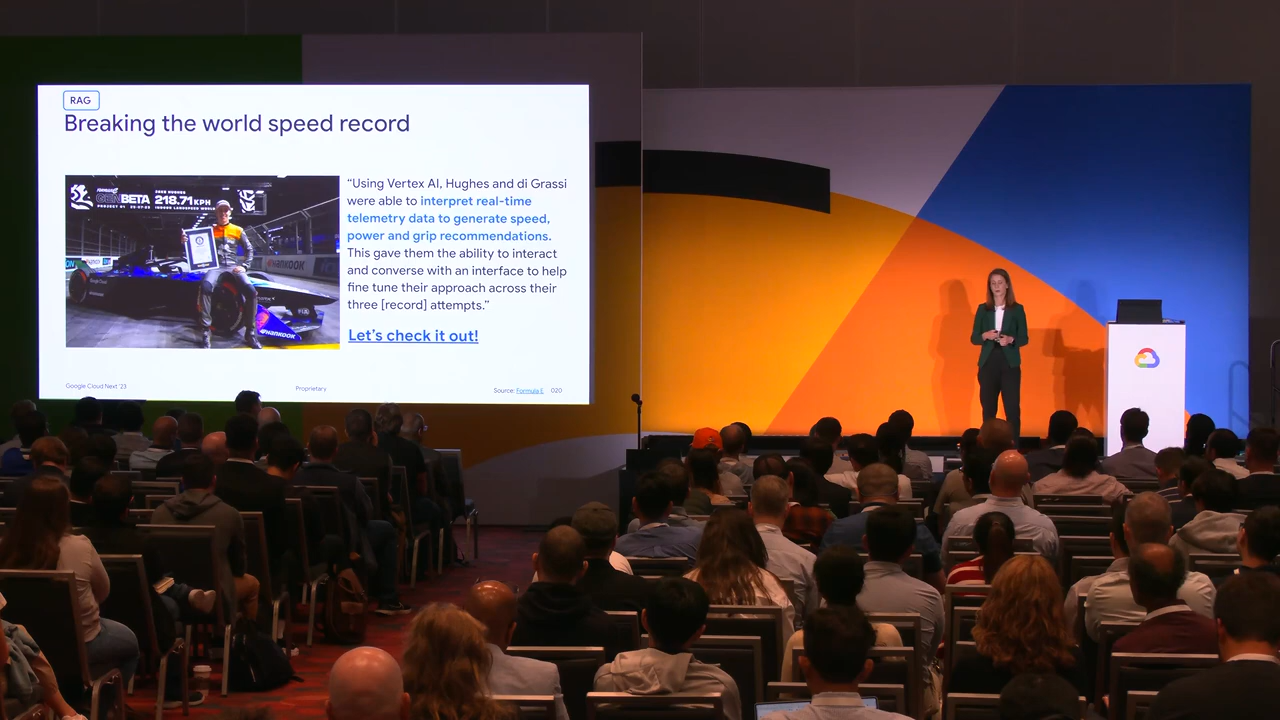 RAG
Breaking the world speed record
GENBETA
218.71 KPH
HANKOOK
HANKOOK
“Using Vertex AI, Hughes and di Grassi
were able to interpret real-time
telemetry data to generate speed,
power and grip recommendations.
This gave them the ability to interact
and converse with an interface to help
fine tune their approach across their
three [record] attempts.”
Let’s check it out!
Google Cloud Next ’23
Proprietary
Source: Formula E 020